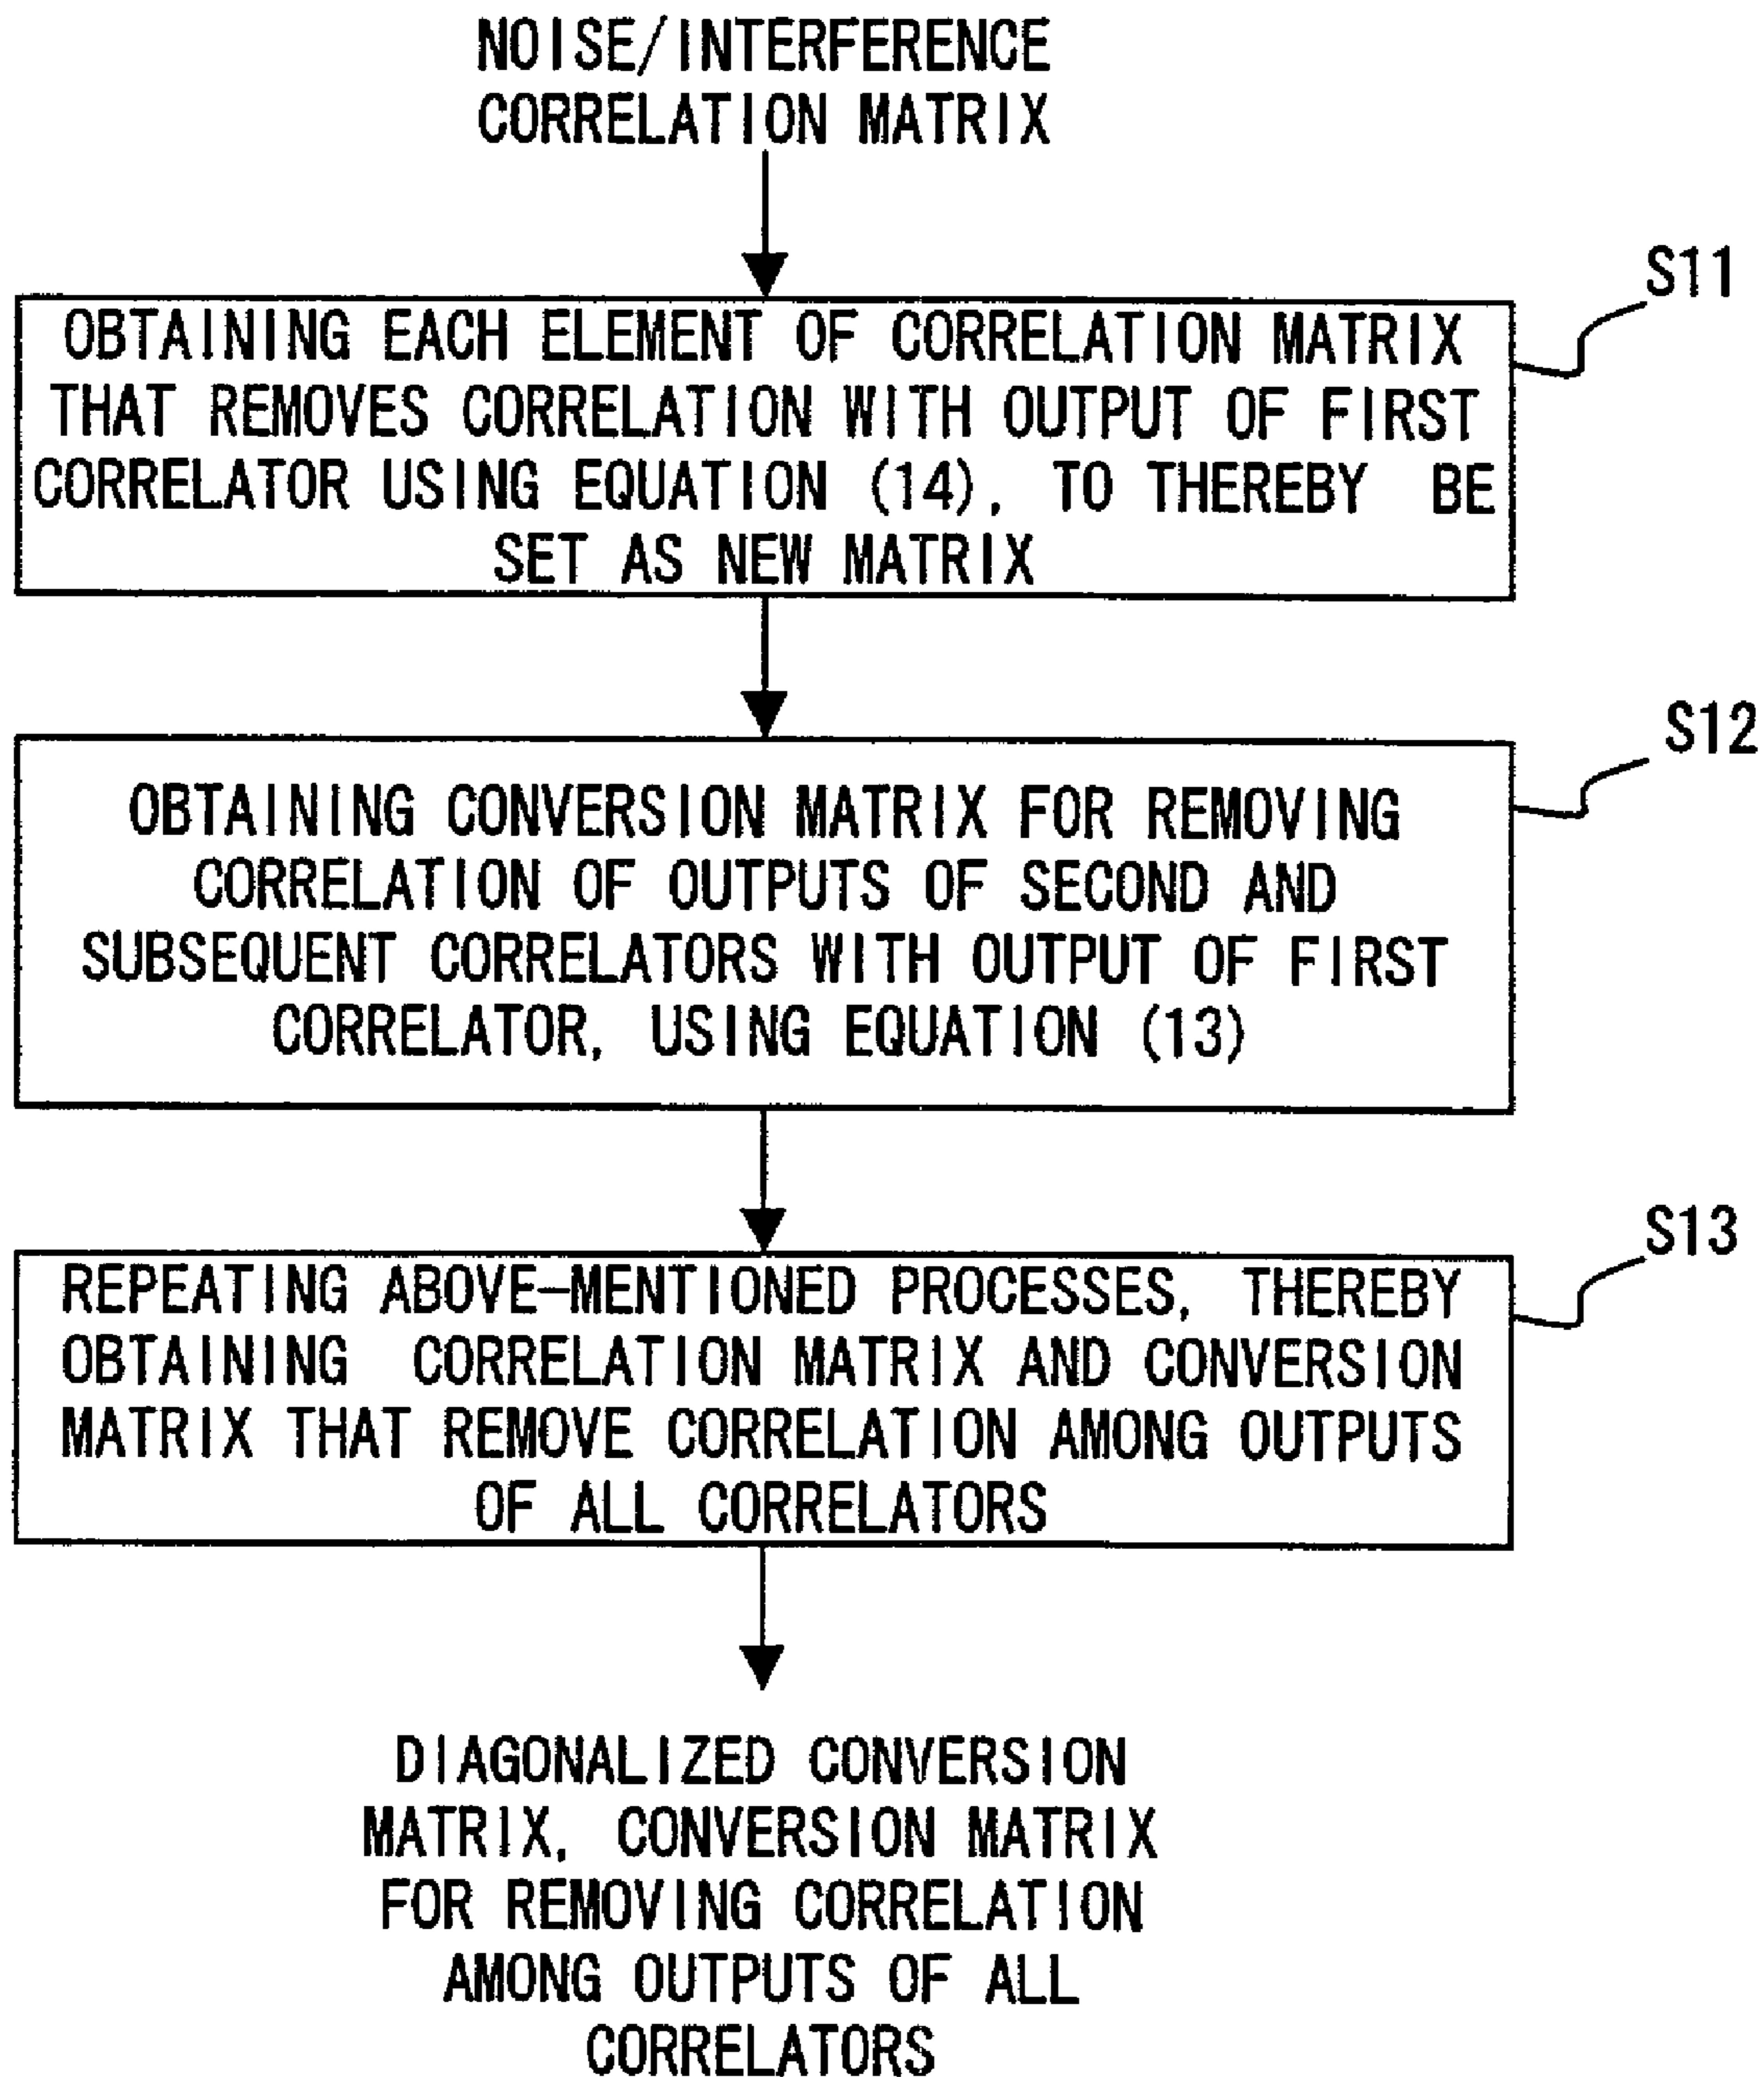 NOISE/INTERFERENCE
CORRELATION MATRIX
S11
OBTAINING EACH ELEMENT OF CORRELATION MATRIX
THAT REMOVES CORRELATION WITH OUTPUT OF FIRST
CORRELATOR USING EQUATION (14), TO THEREBY BE
SET AS NEW MATRIX
S12
OBTAINING CONVERSION MATRIX FOR REMOVING
CORRELATION OF OUTPUTS OF SECOND AND
SUBSEQUENT CORRELATORS WITH OUTPUT OF FIRST
CORRELATOR, USING EQUATION (13)
S13
REPEATING ABOVE-MENTIONED PROCESSES, THEREBY
OBTAINING CORRELATION MATRIX AND CONVERSION
MATRIX THAT REMOVE CORRELATION AMONG OUTPUTS
OF ALL CORRELATORS
DIAGONALIZED CONVERSION
MATRIX, CONVERSION MATRIX
FOR REMOVING CORRELATION
AMONG OUTPUTS OF ALL
CORRELATORS